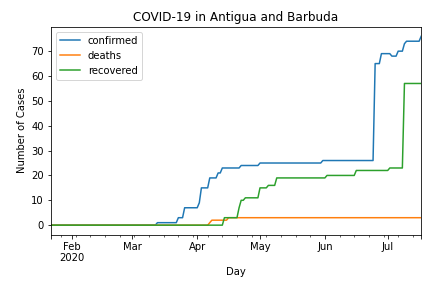 COVID-19 in Antigua and Barbuda
confirmed
deaths
recovered
Number of Cases
70
60
50
40
30
20
10
0
Feb Mar Apr May Jun Jul
2020
Day